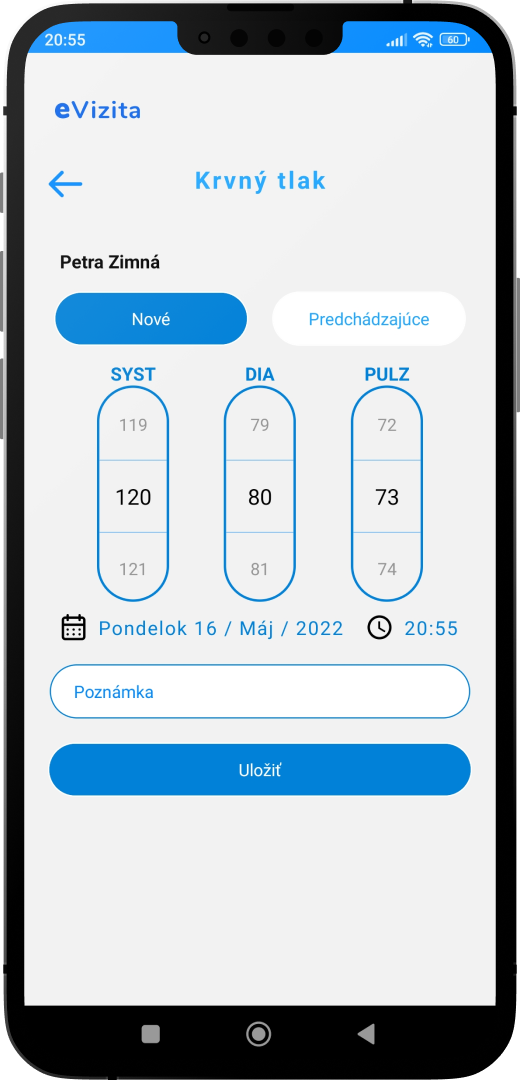 20:55 60
eVizita
Krvný tlak
Petra Zimná
Nové Predchádzajúce
SYST DIA PULZ
119 79 72
120 80 73
121 81 74
Pondelok 16 / Máj / 2022 20:55
Poznámka
Uložiť